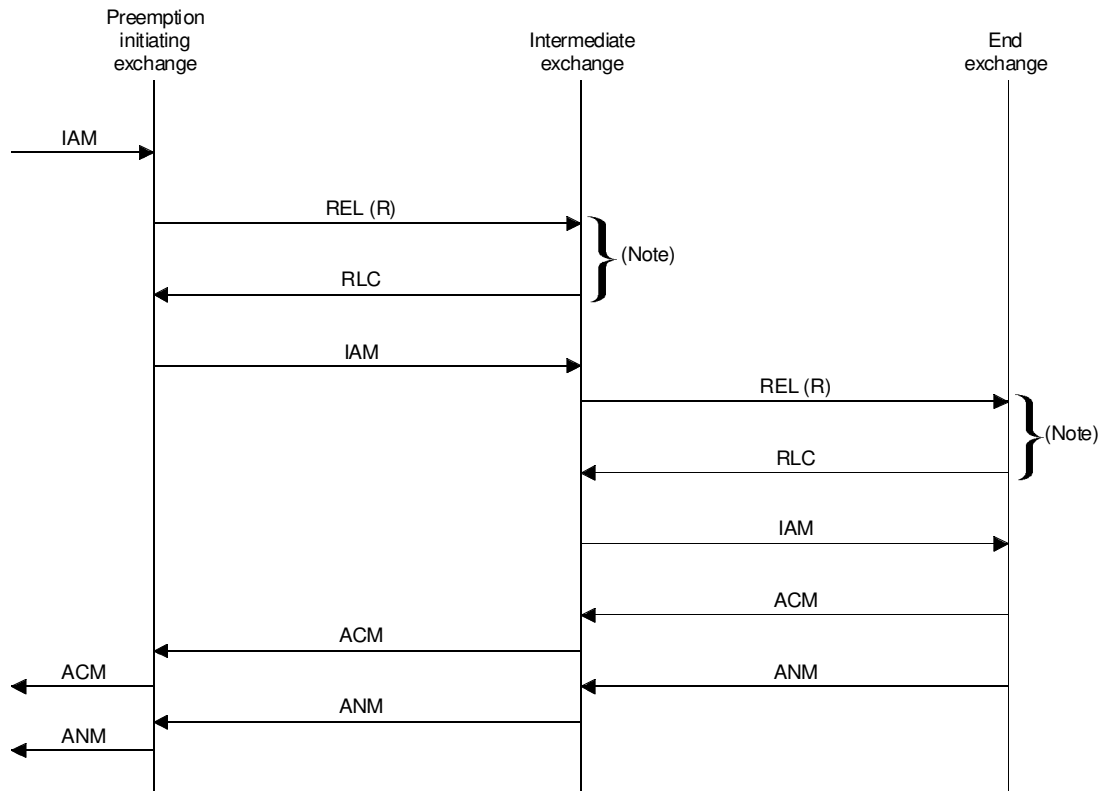 Preemption
initiating
exchange
Intermediate
exchange
End
exchange
IAM
REL (R)
(Note)
RLC
IAM
REL (R)
(Note)
RLC
IAM
ACM
ACM
ACM
ANM
ANM
ANM